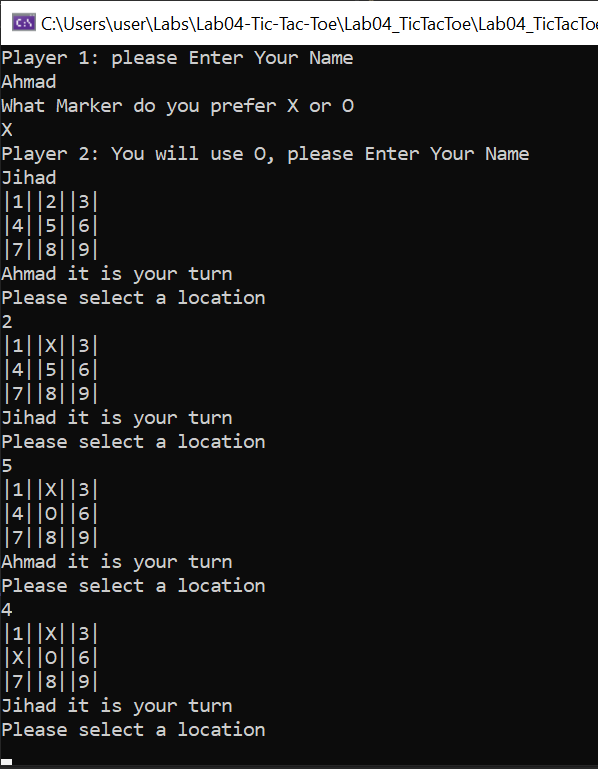 C:\Users\user\Labs\Lab04-Tic-Tac-Toe\Lab04_TicTacToe\Lab04_TicTacToe
Player 1: please Enter Your Name
Ahmad
What Marker do you prefer X or O
X
Player 2: You will use O, please Enter Your Name
Jihad
|1||2||3|
|4||5||6|
|7||8||9|
Ahmad it is your turn
Please select a location
2
|1||X||3|
|4||5||6|
|7||8||9|
Jihad it is your turn
Please select a location
5
|1||X||3|
|4||O||6|
|7||8||9|
Ahmad it is your turn
Please select a location
4
|1||X||3|
|X||O||6|
|7||8||9|
Jihad it is your turn
Please select a location